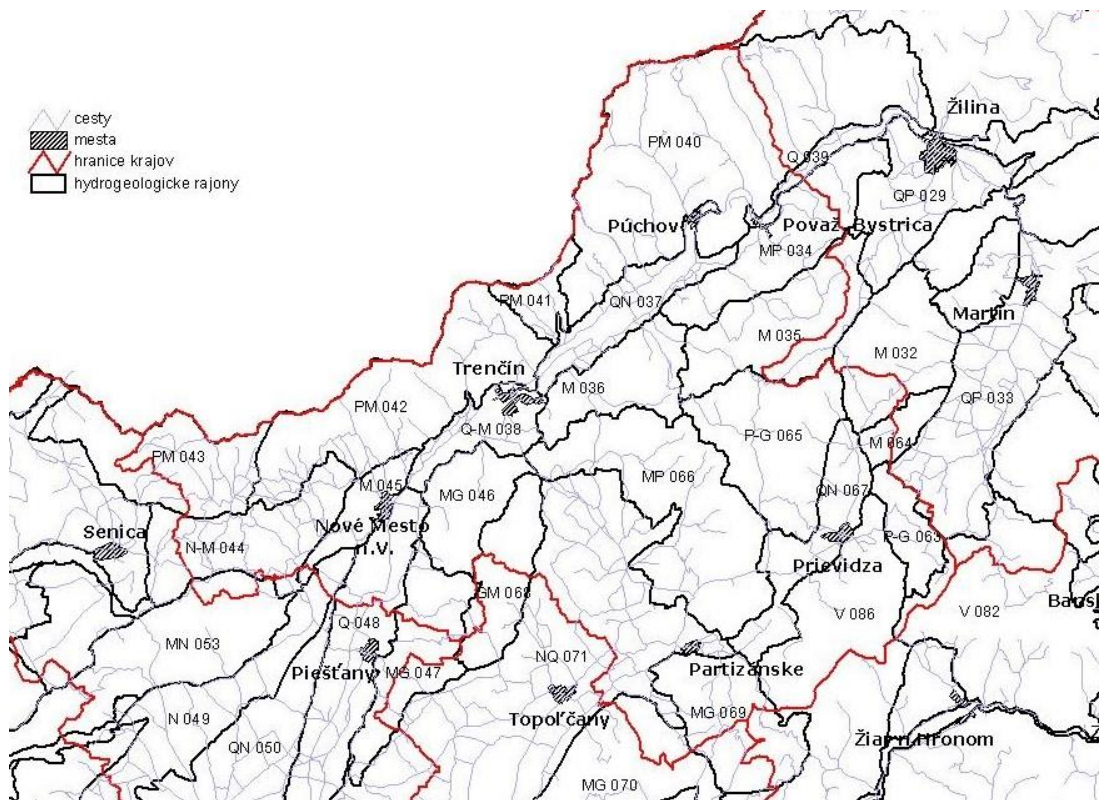 cesty
mesta
hranice krajov
hydrogeologicke rajony
Žilina
PM 040
Q 039
QP 029
Púchov
Považ. Bystrica
MP 034
PM 041
QN 037
Martin
M 035
M 032
Trenčín
M 036
PM 042
QP 033
Q-M 038
P-G 065
M 064
PM 043
MP 066
M 045
MG 046
QN 067
Senica
Nové Mesto
n.V.
N-M 044
P-G 063
Prievidza
GM 068
V 086
V 082
Bansk
Q 048
MN 053
NQ 071
Piešťany
MG 047
Partizánske
N 049
Topoľčany
MG 069
QN 050
Žiar n.Hronom
MG 070